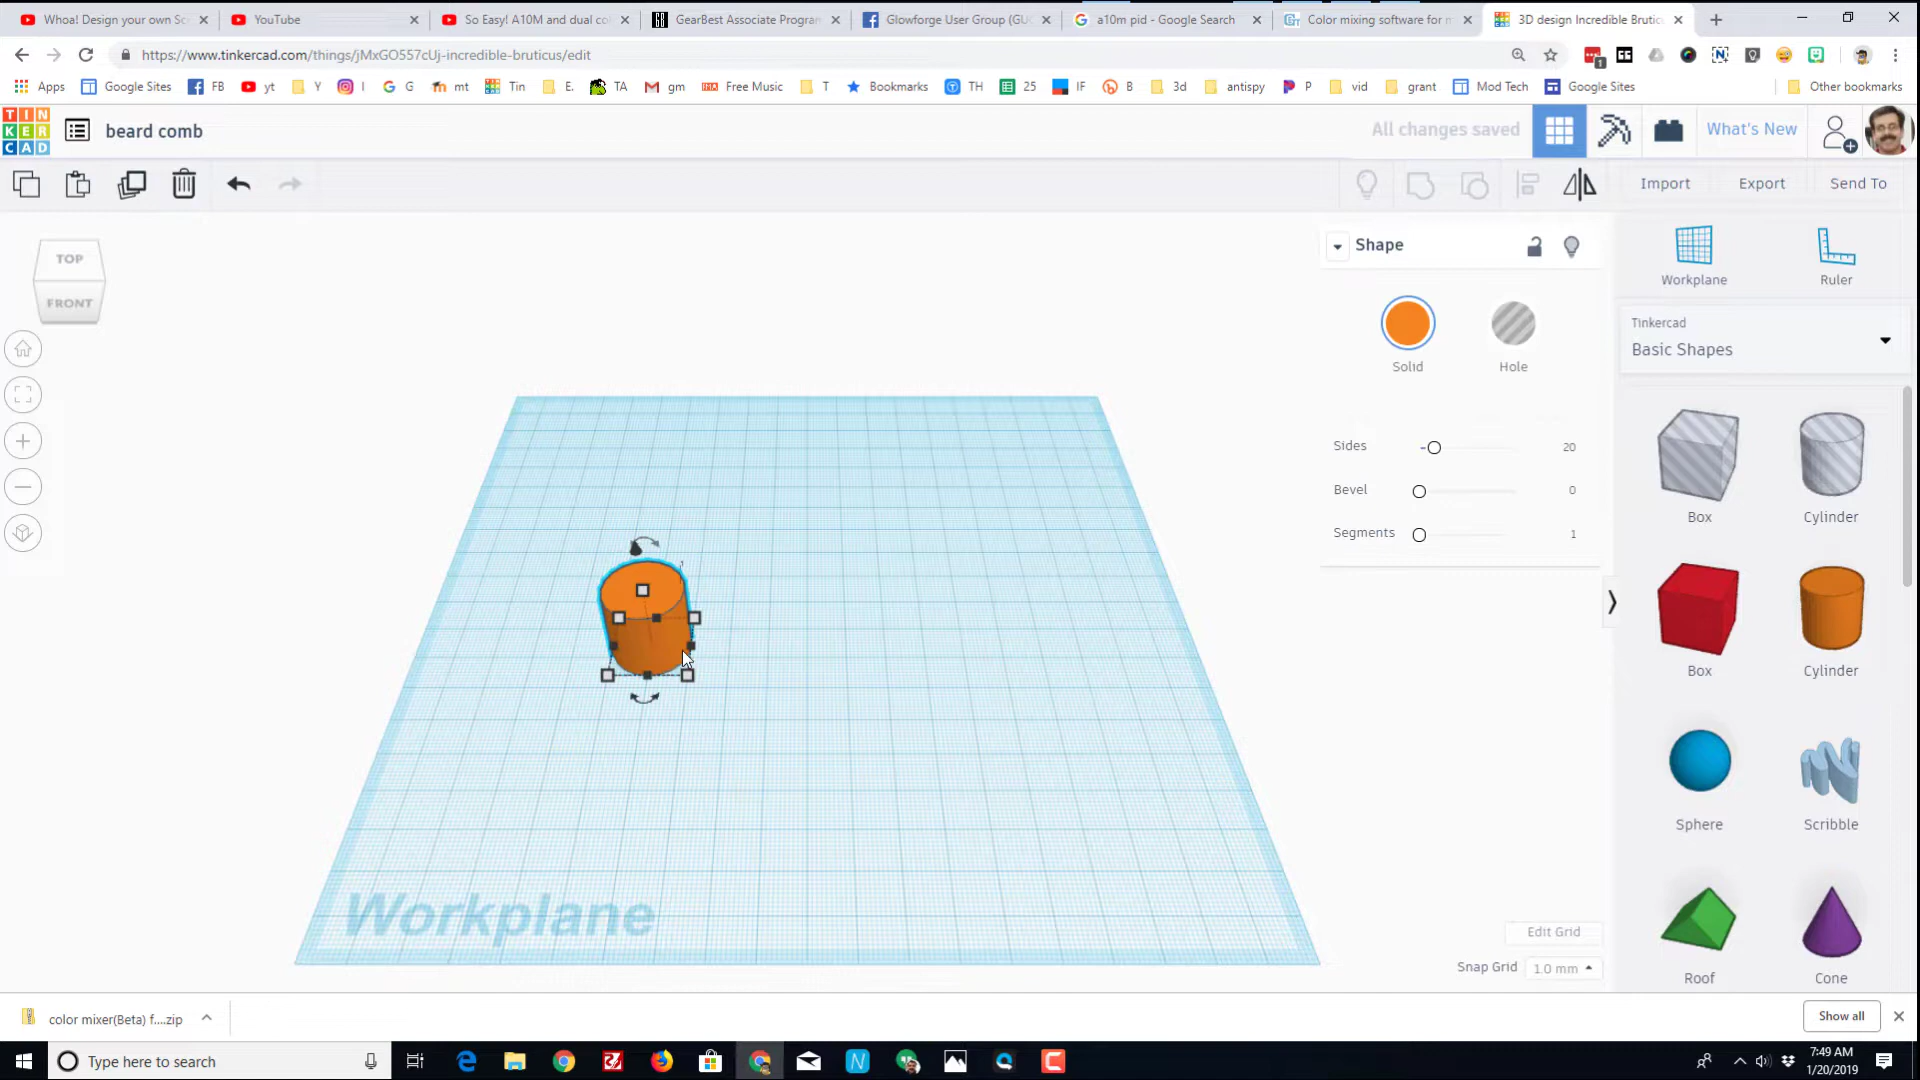 Whoa! Design your own Sc
YouTube
So Easy! A10M and dual co
GearBest Associate Program
Glowforge User Group (GUC
a10m pid - Google Search
Color mixing software for m
3D design Incredible Brutic
https://www.tinkercad.com/things/jMxGO557cUj-incredible-bruticus/edit
1
Apps
Google Sites
FB
yt
Y
I
G
mt
Tin
E.
TA
gm
Free Music
T
Bookmarks
TH
25
IF
B
3d
antispy
P
vid
grant
Mod Tech
Google Sites
Other bookmarks
TIN
KER
CAD
beard comb
All changes saved
What's New
Import
Export
Send To
TOP
FRONT
Shape
Solid
Hole
Sides
20
Bevel
0
Segments
1
Workplane
Ruler
Tinkercad
Basic Shapes
Box
Cylinder
Box
Cylinder
Sphere
Scribble
Roof
Cone
Workplane
Edit Grid
Snap Grid
1.0 mm
color mixer(Beta) f....zip
Show all
Type here to search
7:49 AM
1/20/2019